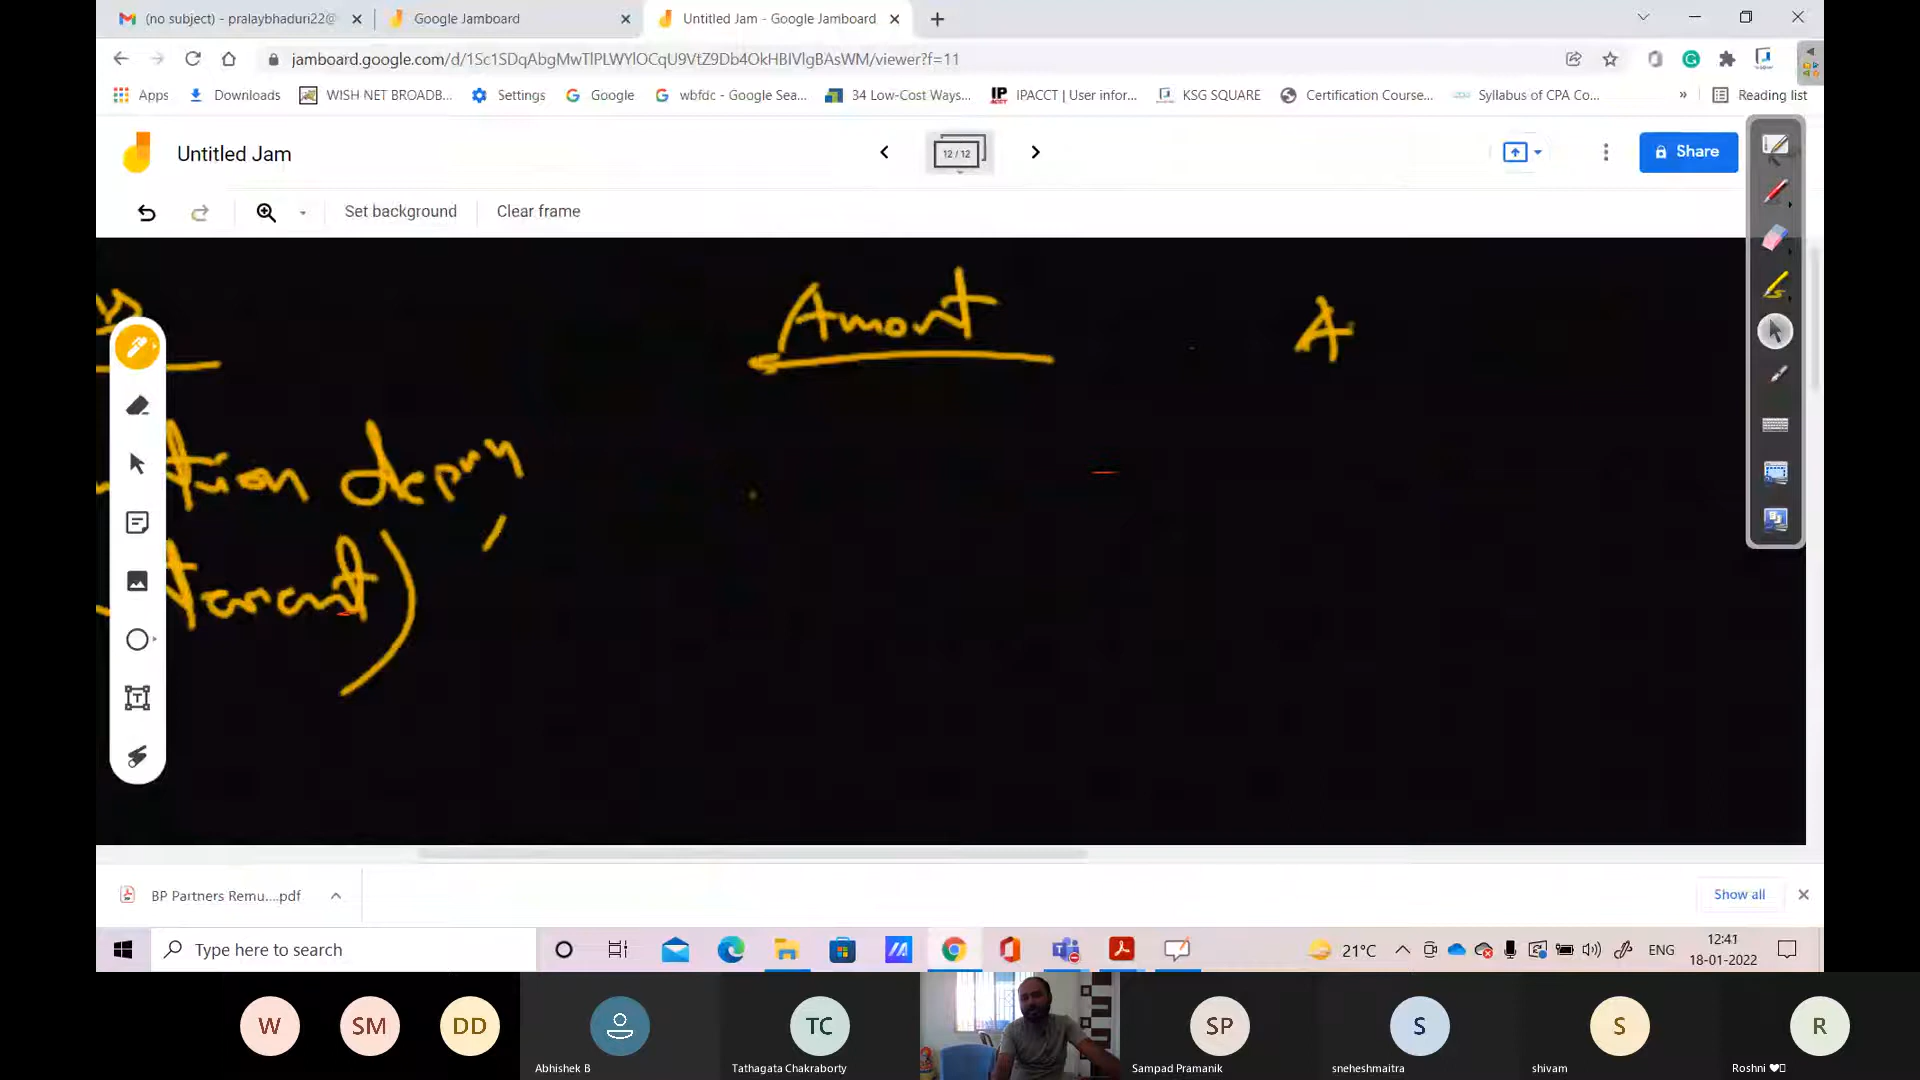 (no subject) - pralaybhaduri22@
Google Jamboard
Untitled Jam - Google Jamboard
jamboard.google.com/d/1Sc1SDqAbgMwTlPLWYlOCqU9VtZ9Db4OkHBIVlgBAsWM/viewer?f=11
Apps
Downloads
WISH NET BROADB...
Settings
Google
wbfdc - Google Sea...
34 Low-Cost Ways...
IPACCT | User infor...
KSG SQUARE
Certification Course...
Syllabus of CPA Co...
»
Reading list
Untitled Jam
12 / 12
Share
Set background
Clear frame
Amount
A
BP Partners Remu....pdf
Show all
Type here to search
21°C
ENG
12:41
18-01-2022
W
SM
DD
TC
SP
S
S
R
Abhishek B
Tathagata Chakraborty
Sampad Pramanik
sneheshmaitra
shivam
Roshni